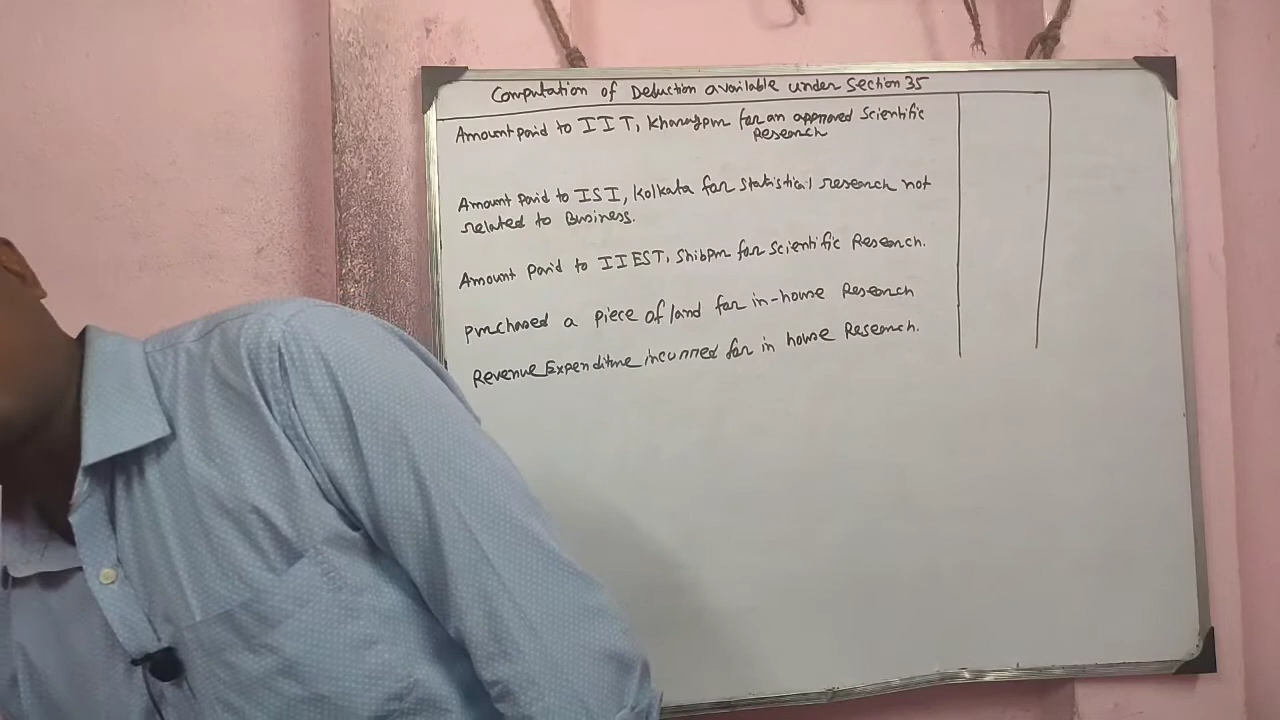 Computation of Deduction available under Section 35
Amount paid to IIT, Kharagpur for an approved Scientific
Research
Amount paid to ISI, Kolkata for statistical research not
related to Business.
Amount paid to IIEST, Shibpur for Scientific Research.
purchased a piece of land for in-house Research
Revenue Expenditure incurred for in house Research.